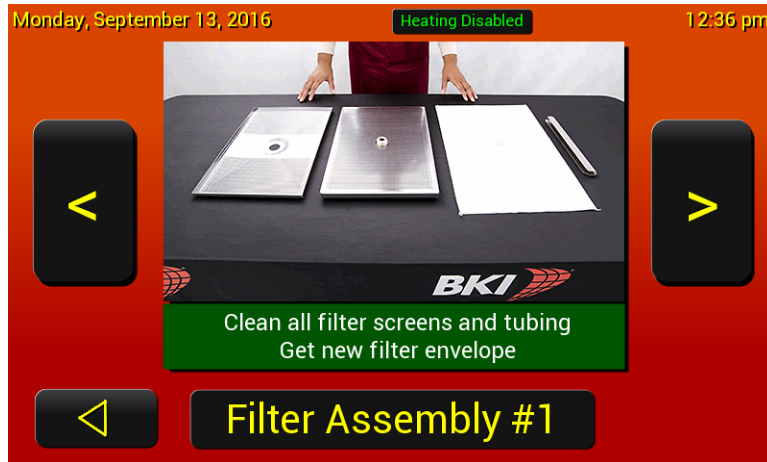 Monday, September 13, 2016
Heating Disabled
12:36 pm
<
>
BKI
Clean all filter screens and tubing
Get new filter envelope
Filter Assembly #1